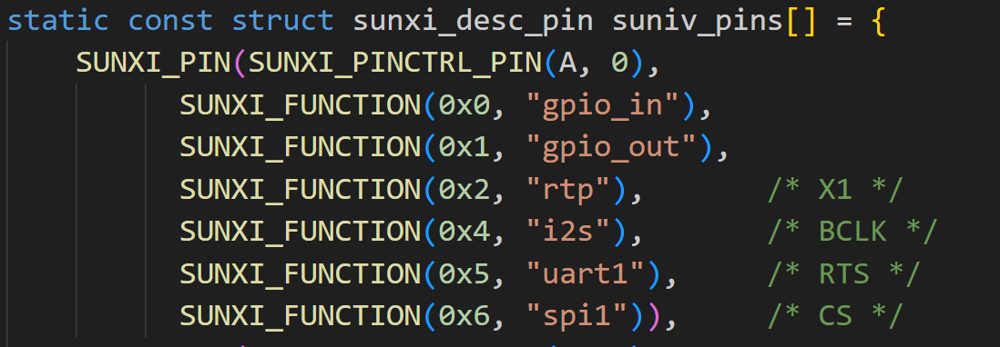 static const struct sunxi_desc_pin suniv_pins[] = {
    SUNXI_PIN(SUNXI_PINCTRL_PIN(A, 0),
          SUNXI_FUNCTION(0x0, "gpio_in"),
          SUNXI_FUNCTION(0x1, "gpio_out"),
          SUNXI_FUNCTION(0x2, "rtp"),       /* X1 */
          SUNXI_FUNCTION(0x4, "i2s"),       /* BCLK */
          SUNXI_FUNCTION(0x5, "uart1"),     /* RTS */
          SUNXI_FUNCTION(0x6, "spi1")),     /* CS */